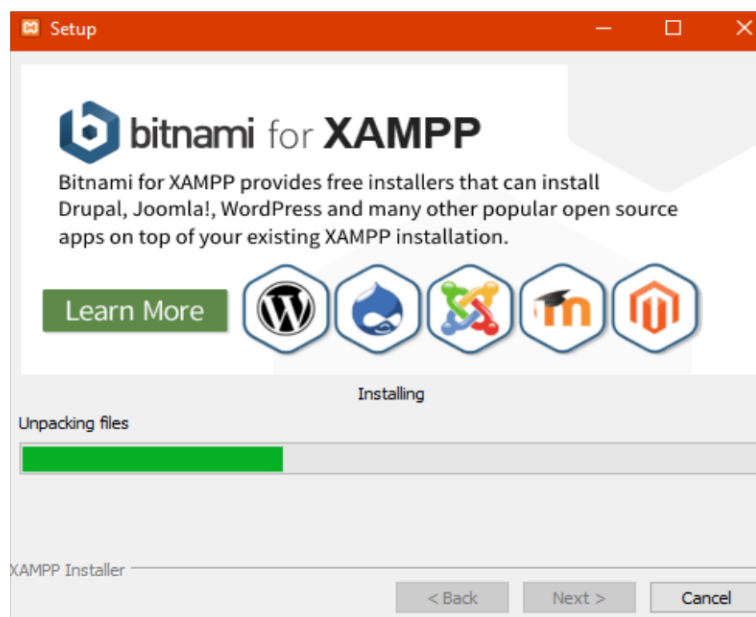 Setup
bitnami for XAMPP
Bitnami for XAMPP provides free installers that can install
Drupal, Joomla!, WordPress and many other popular open source
apps on top of your existing XAMPP installation.
Learn More
Installing
Unpacking files
XAMPP Installer
< Back Next > Cancel